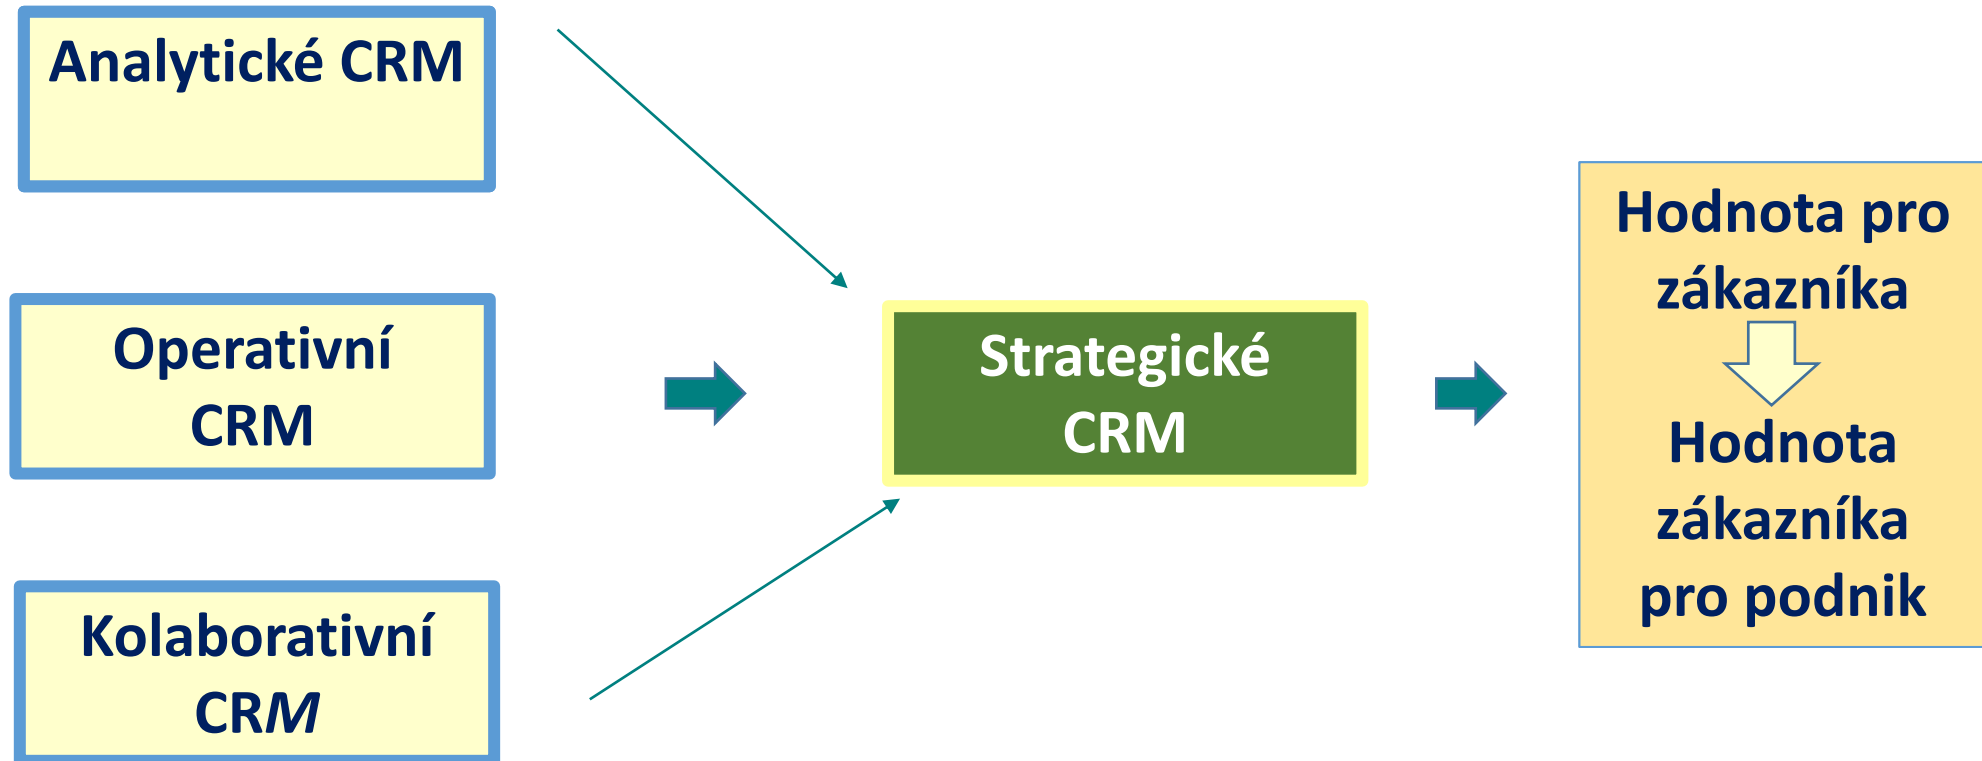 Analytické CRM
Operativní
CRM
Kolaborativní
CRM
Strategické
CRM
Hodnota pro
zákazníka
Hodnota
zákazníka
pro podnik